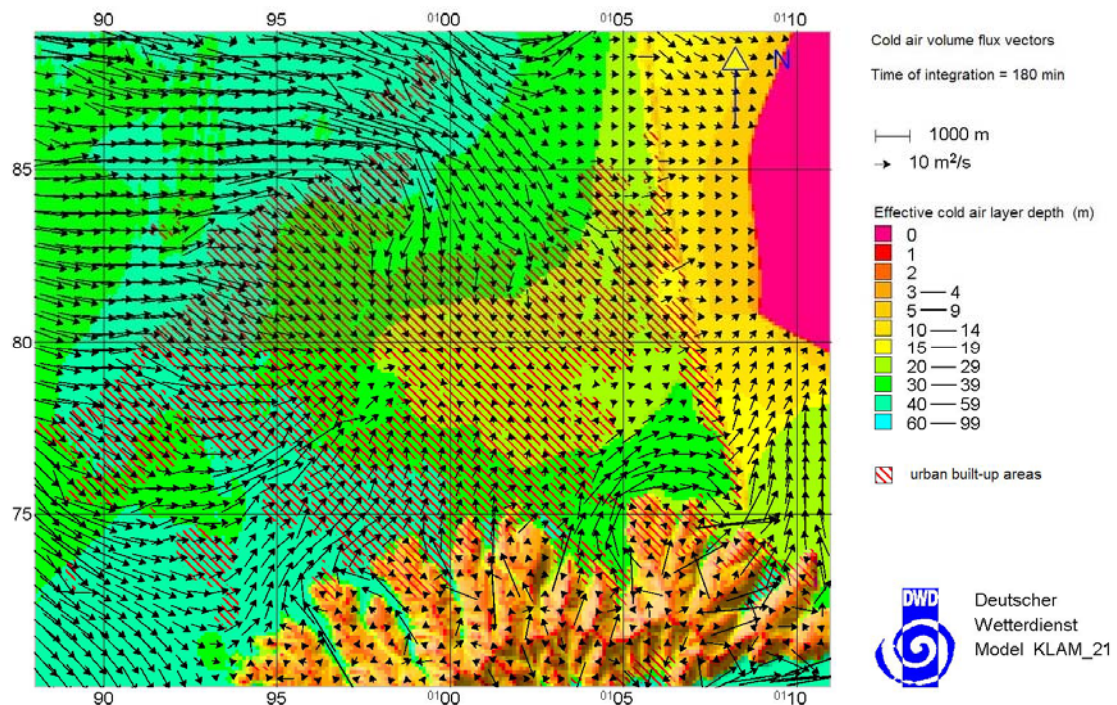 90 95 0100 0105 0110
Cold air volume flux vectors
N
Time of integration = 180 min
1000 m
10 m²/s
85
Effective cold air layer depth (m)
0
1
2
3 — 4
5 — 9
10 — 14
15 — 19
20 — 29
30 — 39
40 — 59
60 — 99
80
urban built-up areas
75
DWD
Deutscher
Wetterdienst
Model KLAM_21
90 95 0100 0105 0110